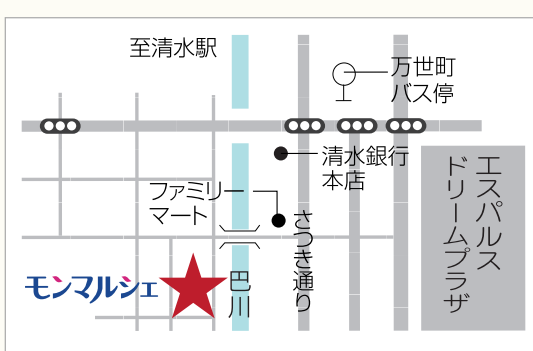 至清水駅
万世町
バス停
清水銀行
本店
ファミリー
マート
さつき通り
エスパルス
ドリームプラザ
モンマルシェ
巴川